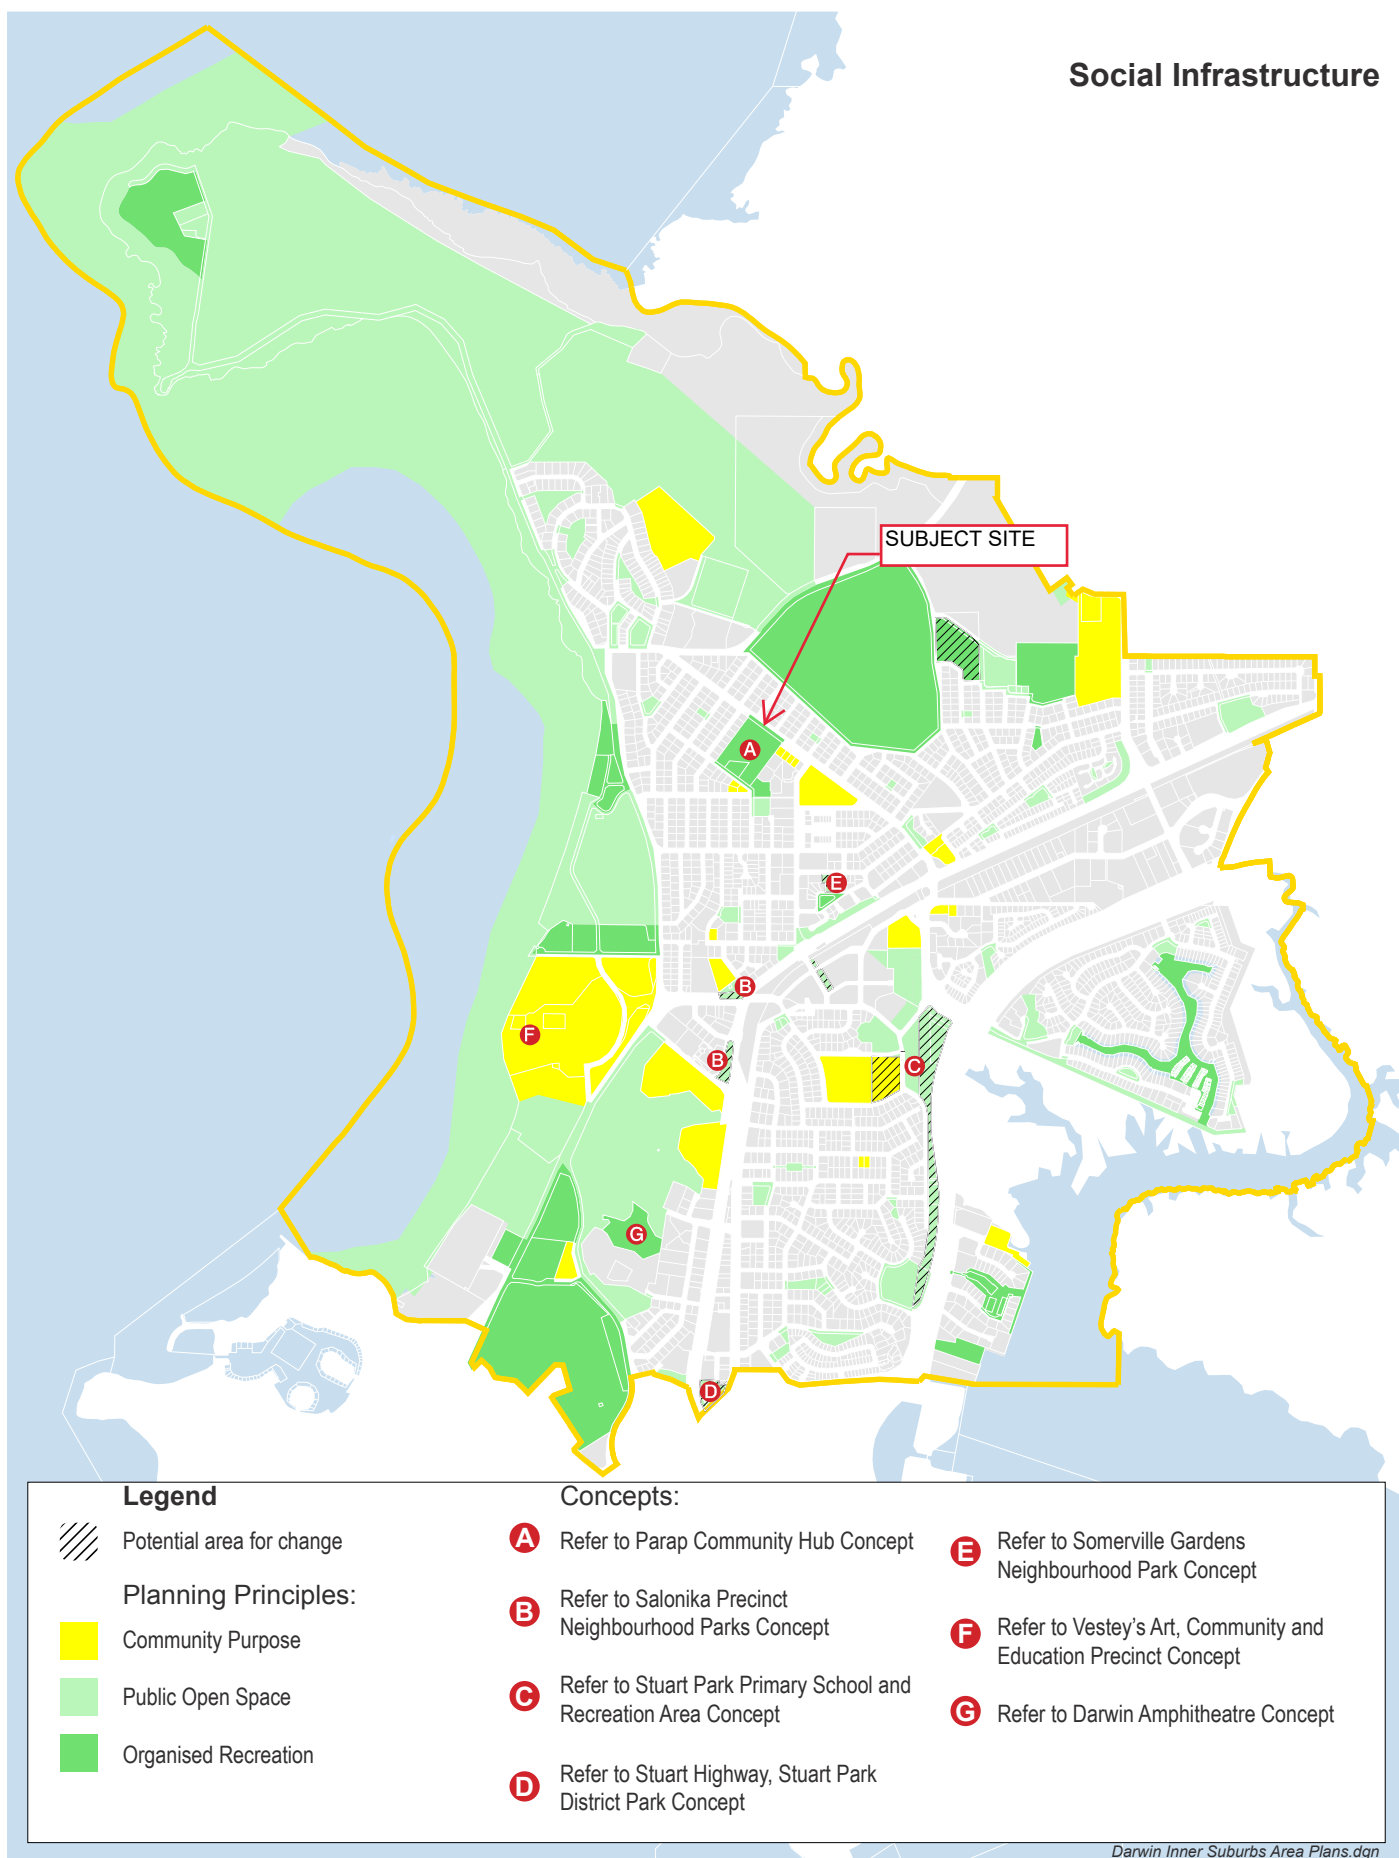 Social Infrastructure
SUBJECT SITE
A
E
B
F
B
C
G
D
Legend
Potential area for change
Planning Principles:
Community Purpose
Public Open Space
Organised Recreation
Concepts:
A Refer to Parap Community Hub Concept
B Refer to Salonika Precinct
Neighbourhood Parks Concept
C Refer to Stuart Park Primary School and
Recreation Area Concept
D Refer to Stuart Highway, Stuart Park
District Park Concept
E Refer to Somerville Gardens
Neighbourhood Park Concept
F Refer to Vestey's Art, Community and
Education Precinct Concept
G Refer to Darwin Amphitheatre Concept
Darwin Inner Suburbs Area Plans.dgn